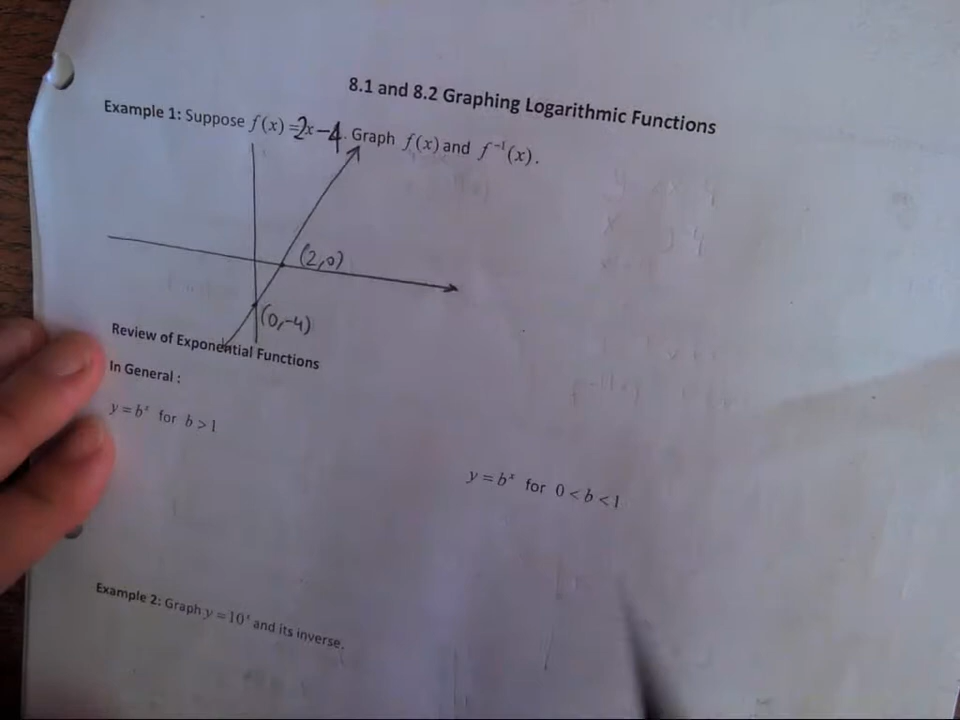 8.1 and 8.2 Graphing Logarithmic Functions
Example 1: Suppose f(x) = 2x-4. Graph f(x) and f⁻¹(x).
(2,0)
(0,-4)
Review of Exponential Functions
In General :
y = bˣ for b > 1
y = bˣ for 0 < b < 1
Example 2: Graph y = 10ˣ and its inverse.